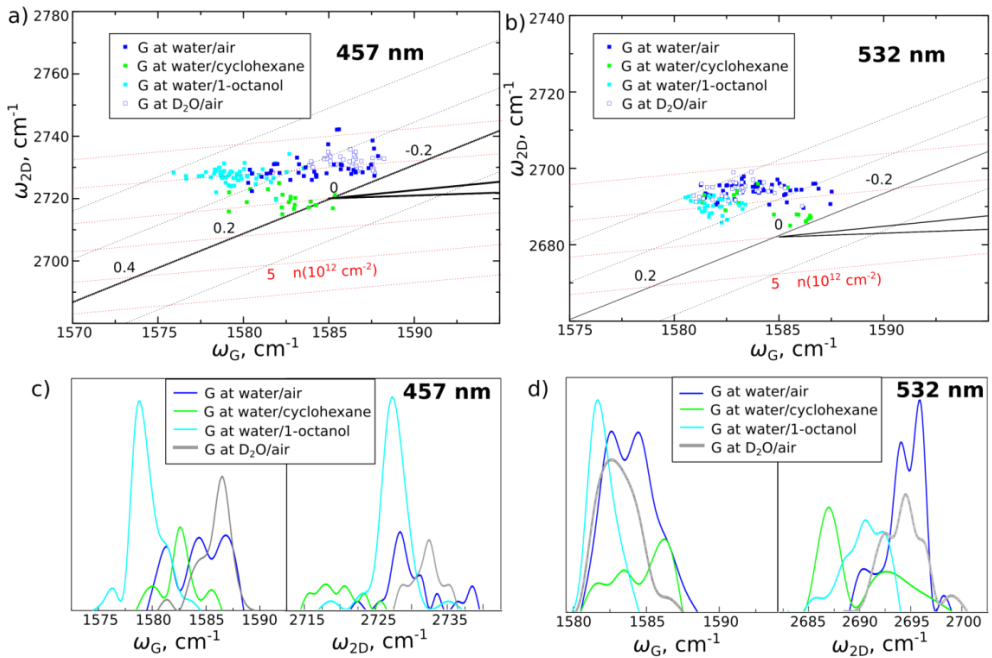 a)
457 nm
G at water/air
G at water/cyclohexane
G at water/1-octanol
G at D₂O/air
2780
2760
2740
2720
2700
ω2D, cm-1
-0.2
0
0.2
0.4
5 n(10¹² cm⁻²)
1570 1575 1580 1585 1590
ωG, cm-1
b)
532 nm
G at water/air
G at water/cyclohexane
G at water/1-octanol
G at D₂O/air
2740
2720
2700
2680
ω2D, cm-1
-0.2
0
0.2
5 n(10¹² cm⁻²)
1575 1580 1585 1590
ωG, cm-1
c)
457 nm
G at water/air
G at water/cyclohexane
G at water/1-octanol
G at D₂O/air
1575 1580 1585 1590 2715 2725 2735
ωG, cm-1 ω2D, cm-1
d)
532 nm
G at water/air
G at water/cyclohexane
G at water/1-octanol
G at D₂O/air
1580 1585 1590 2685 2690 2695 2700
ωG, cm-1 ω2D, cm-1